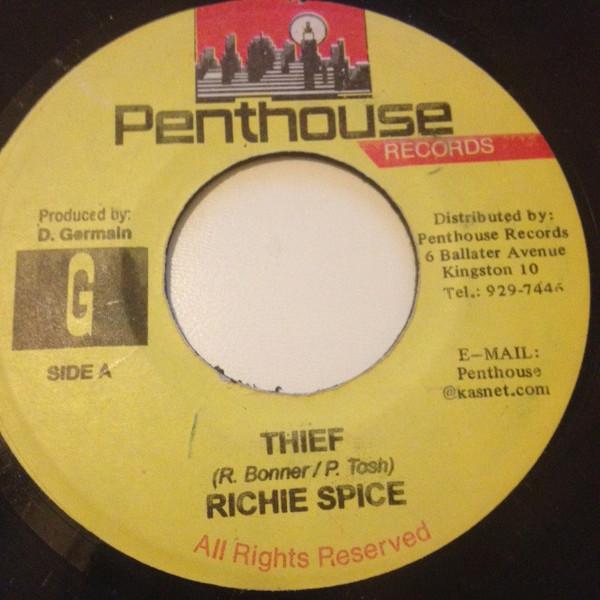 Penthouse
RECORDS
Produced by:
D. Germain
G
SIDE A
Distributed by:
Penthouse Records
6 Ballater Avenue
Kingston 10
Tel.: 929-7446
E-MAIL:
Penthouse
@kasnet.com
THIEF
(R. Bonner / P. Tosh)
RICHIE SPICE
All Rights Reserved